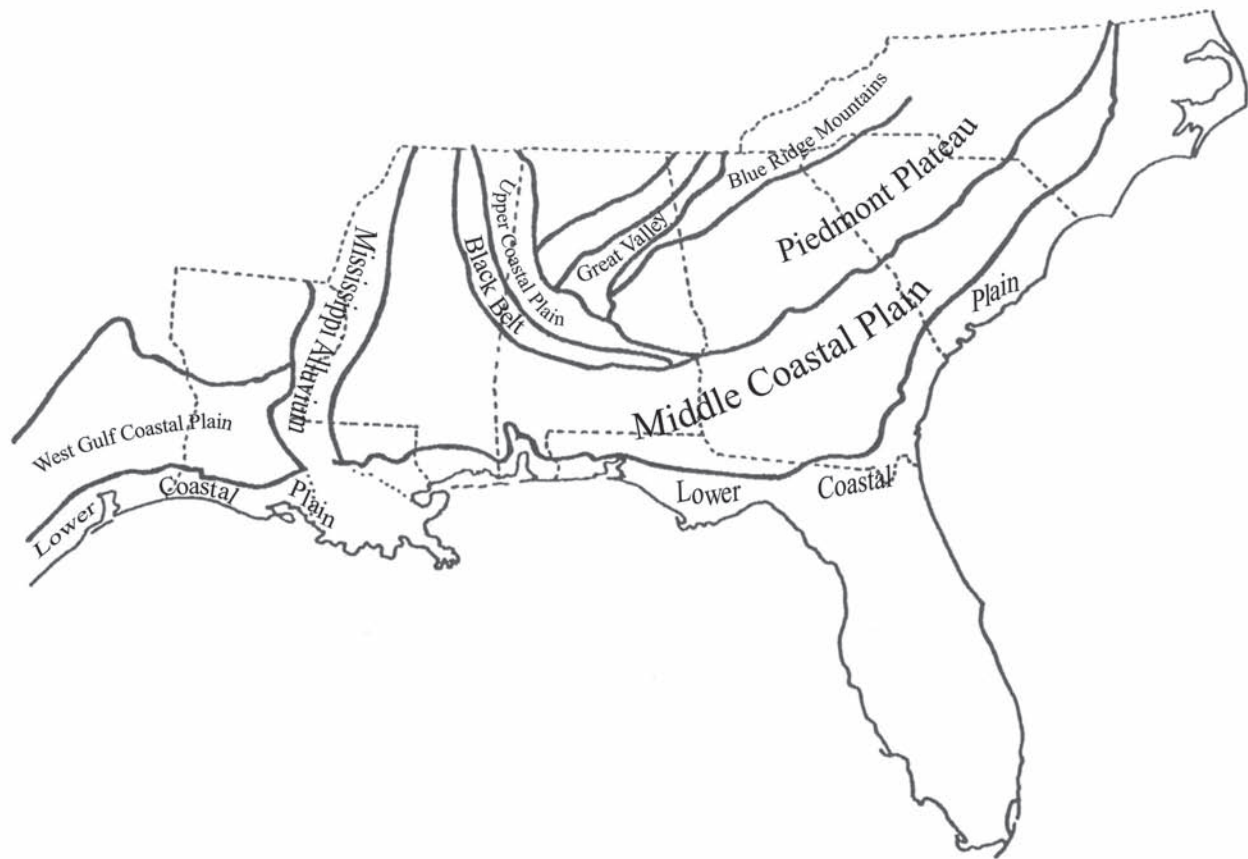 Blue Ridge Mountains
Piedmont Plateau
Great Valley
Upper Coastal Plain
Black Belt
Mississippi Alluvium
Middle Coastal Plain
West Gulf Coastal Plain
Lower Coastal Plain
Lower Coastal Plain